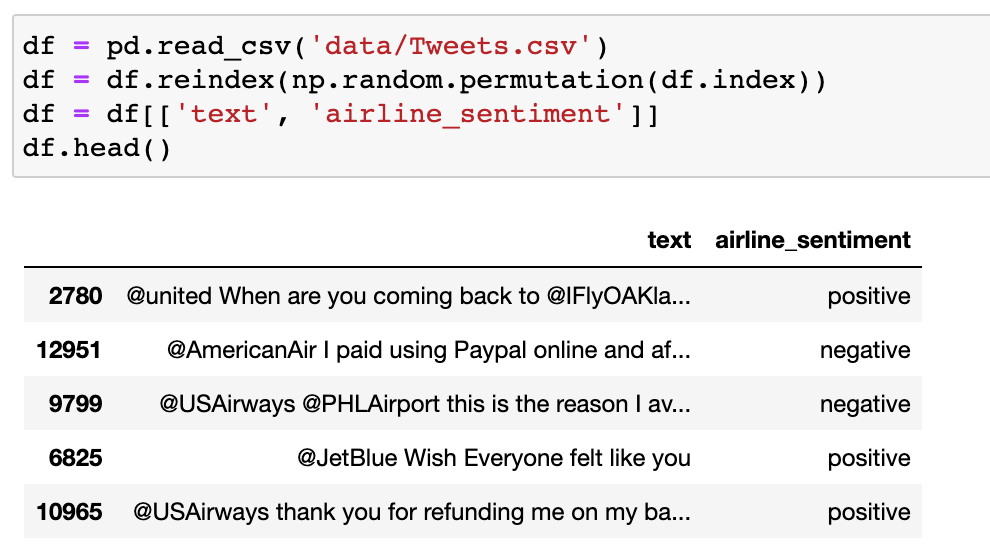 df = pd.read_csv('data/Tweets.csv')
df = df.reindex(np.random.permutation(df.index))
df = df[['text', 'airline_sentiment']]
df.head()
text airline_sentiment
2780 @united When are you coming back to @IFlyOAKla... positive
12951 @AmericanAir I paid using Paypal online and af... negative
9799 @USAirways @PHLAirport this is the reason I av... negative
6825 @JetBlue Wish Everyone felt like you positive
10965 @USAirways thank you for refunding me on my ba... positive